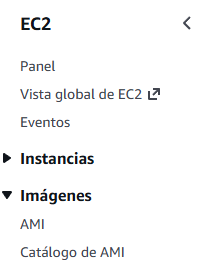 EC2
Panel
Vista global de EC2
Eventos
Instancias
Imágenes
AMI
Catálogo de AMI